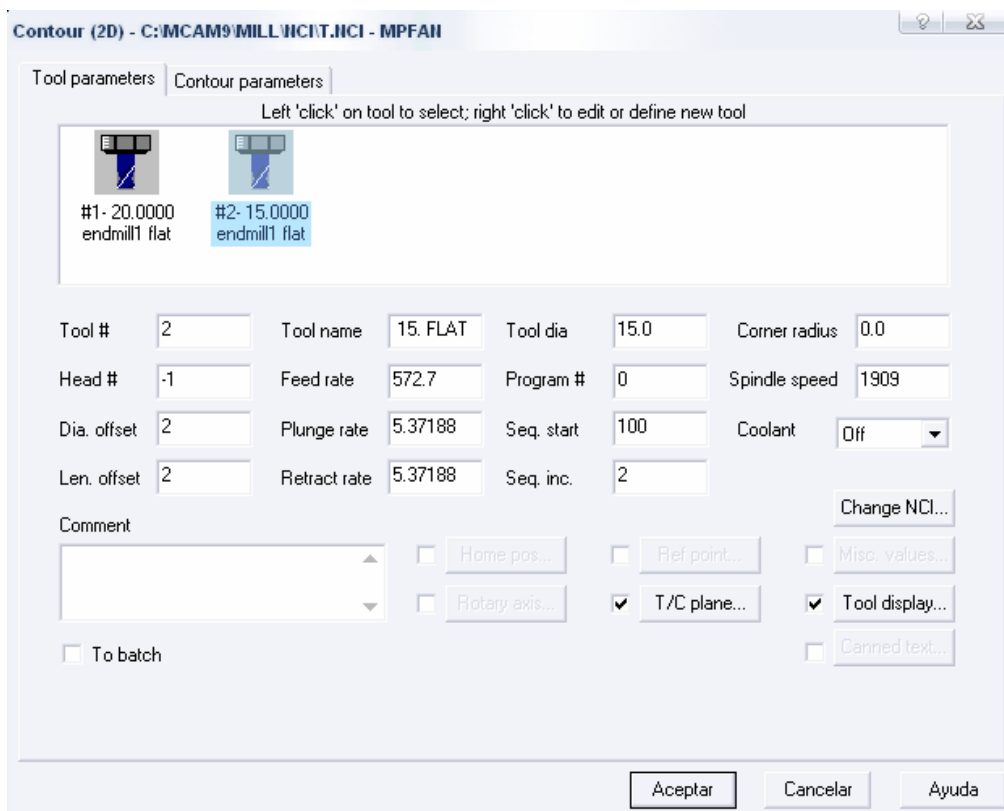 Contour (2D) - C:\MCAM9\MILL\NCI\T.NCI - MPFAN
Tool parameters Contour parameters
Left 'click' on tool to select; right 'click' to edit or define new tool
#1- 20.0000 #2- 15.0000
endmill1 flat endmill1 flat
Tool # 2 Tool name 15. FLAT Tool dia 15.0 Corner radius 0.0
Head # -1 Feed rate 572.7 Program # 0 Spindle speed 1909
Dia. offset 2 Plunge rate 5.37188 Seq. start 100 Coolant Off
Len. offset 2 Retract rate 5.37188 Seq. inc. 2
Change NCI...
Comment
Home pos... Ref point... Misc. values...
Rotary axis... T/C plane... Tool display...
To batch Canned text...
Aceptar Cancelar Ayuda